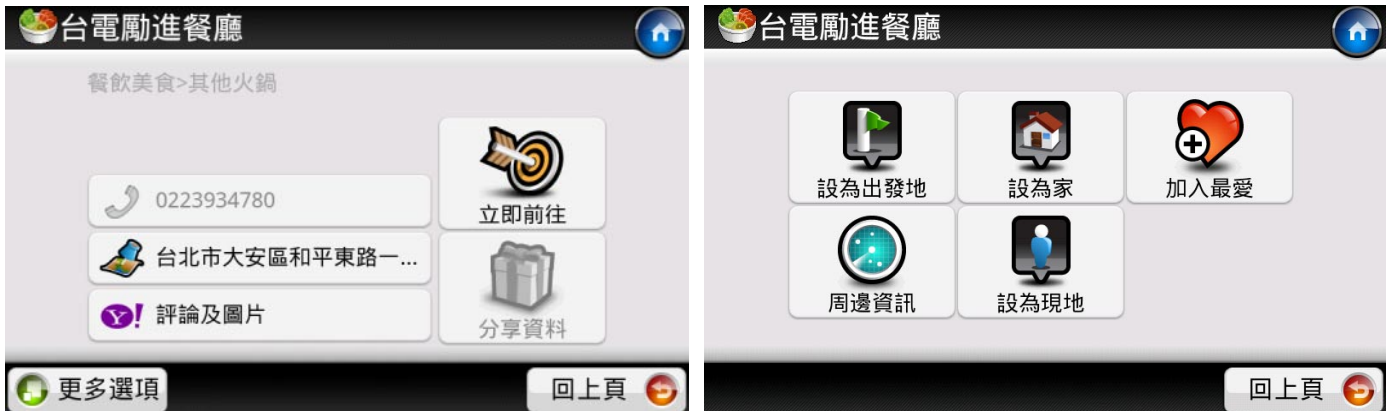 台電勵進餐廳
餐飲美食>其他火鍋
0223934780
立即前往
台北市大安區和平東路一...
Y! 評論及圖片
分享資料
更多選項
回上頁
台電勵進餐廳
設為出發地
設為家
加入最愛
周邊資訊
設為現地
回上頁